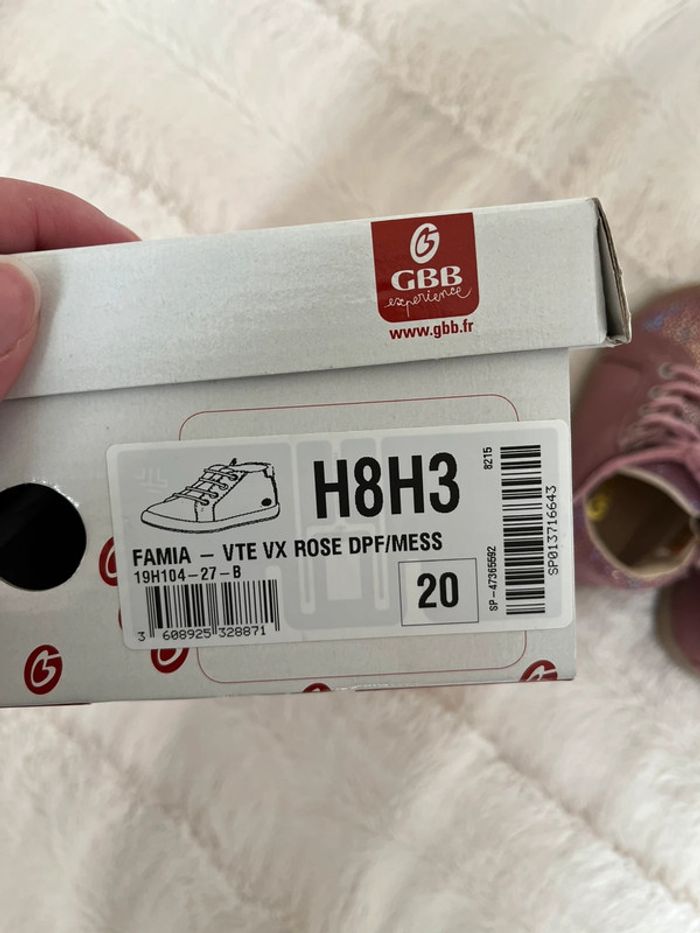 GBB
experience
www.gbb.fr
H8H3
8215
FAMIA – VTE VX ROSE DPF/MESS
19H104-27-B
20
3 608925 328871
SP-47365592
SP013716643